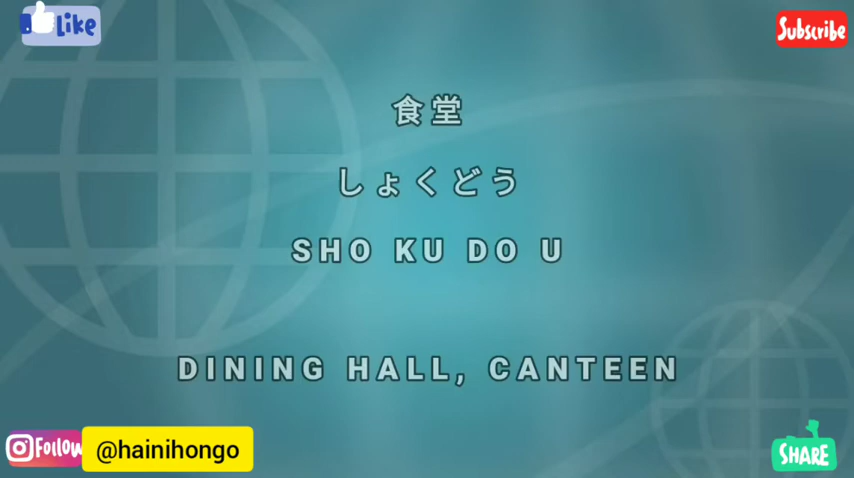 Like
Subscribe
食堂
しょくどう
SHO KU DO U
DINING HALL, CANTEEN
Follow
@hainihongo
SHARE